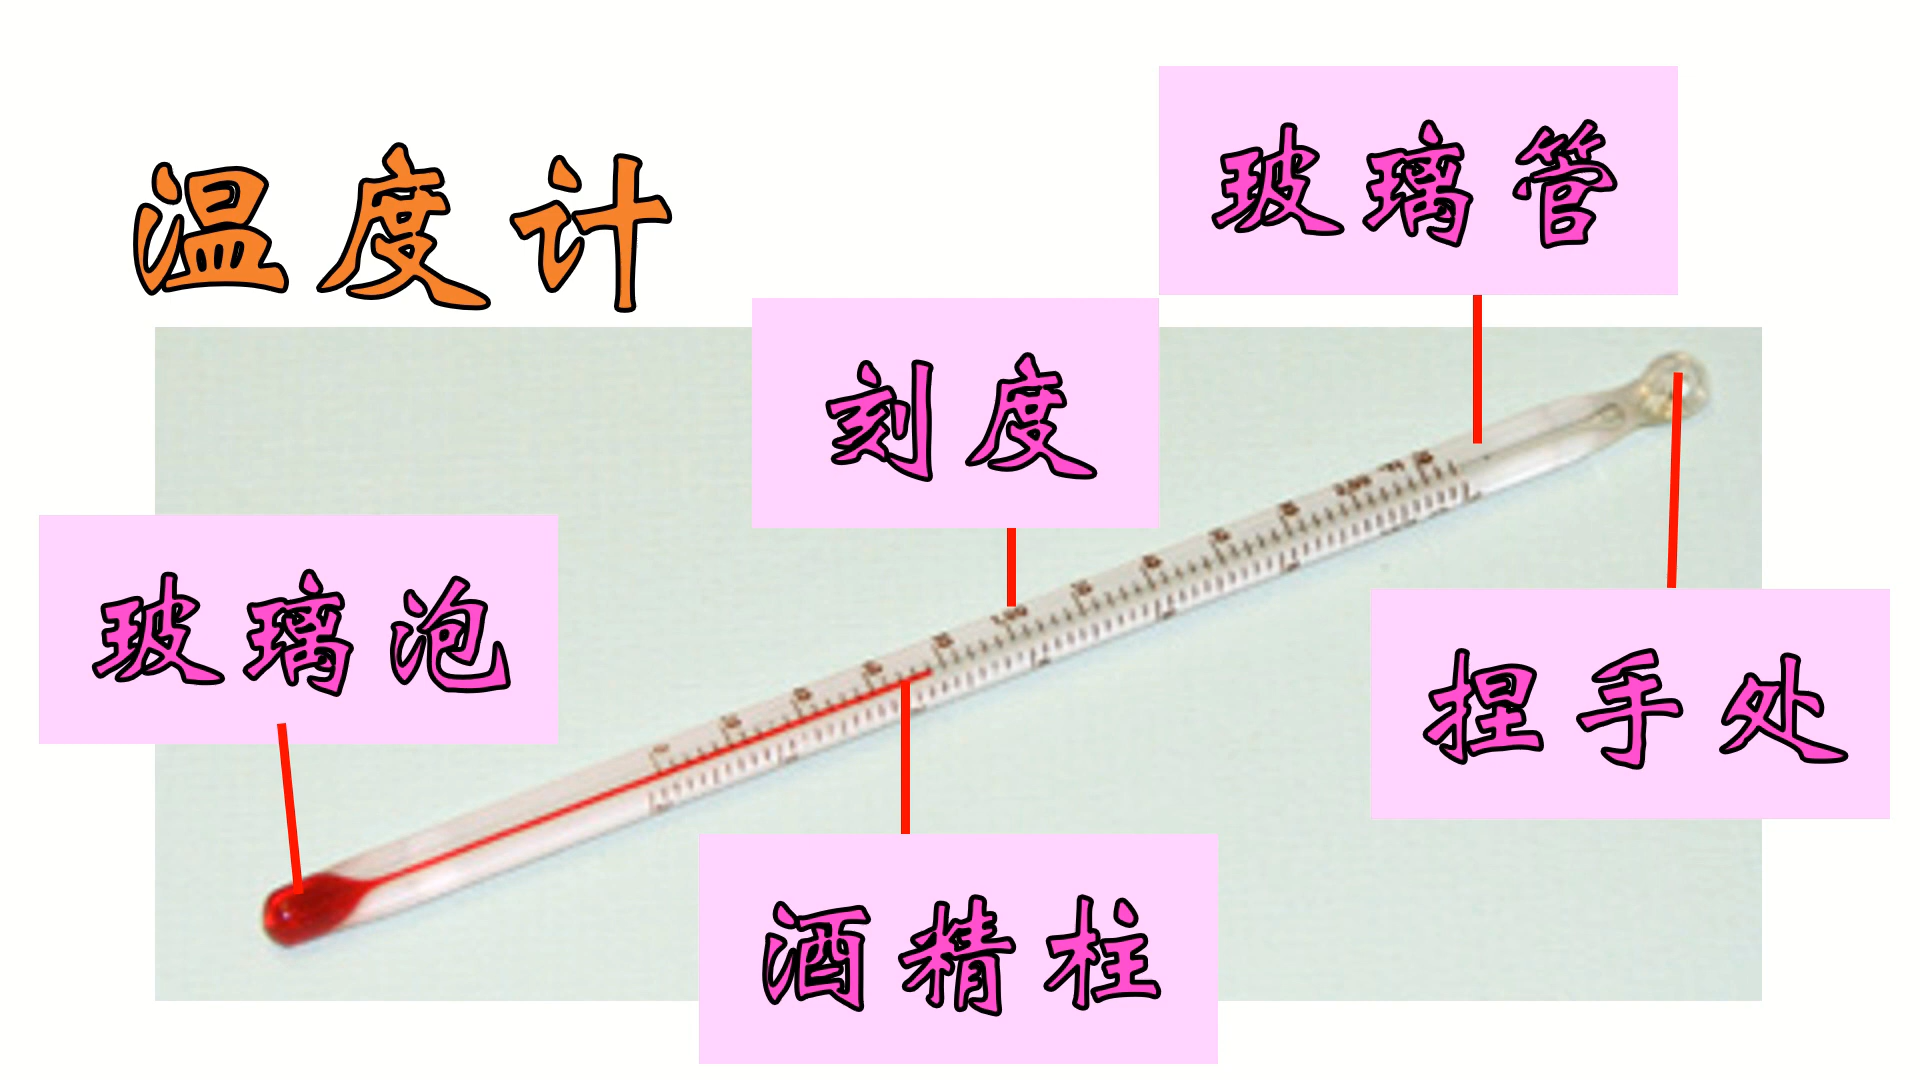 温度计
玻璃管
刻度
玻璃泡
捏手处
酒精柱